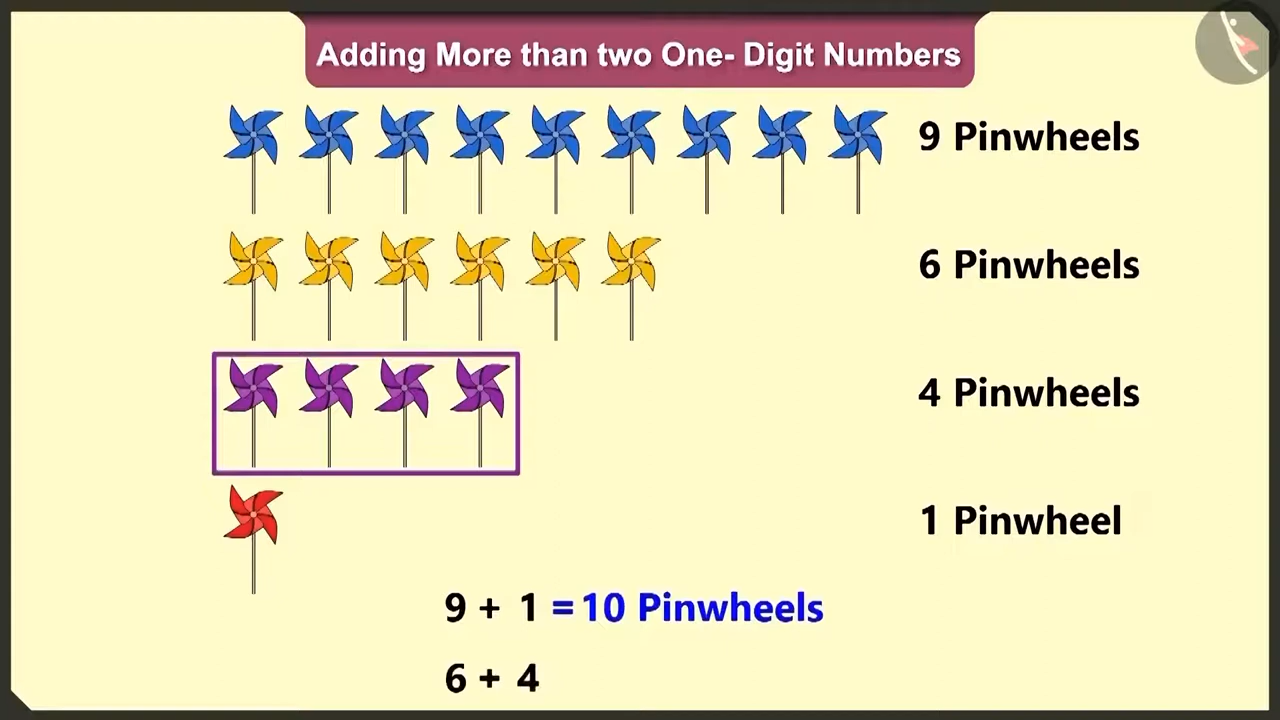 Adding More than two One- Digit Numbers
9 Pinwheels
6 Pinwheels
4 Pinwheels
1 Pinwheel
9 + 1 = 10 Pinwheels
6 + 4